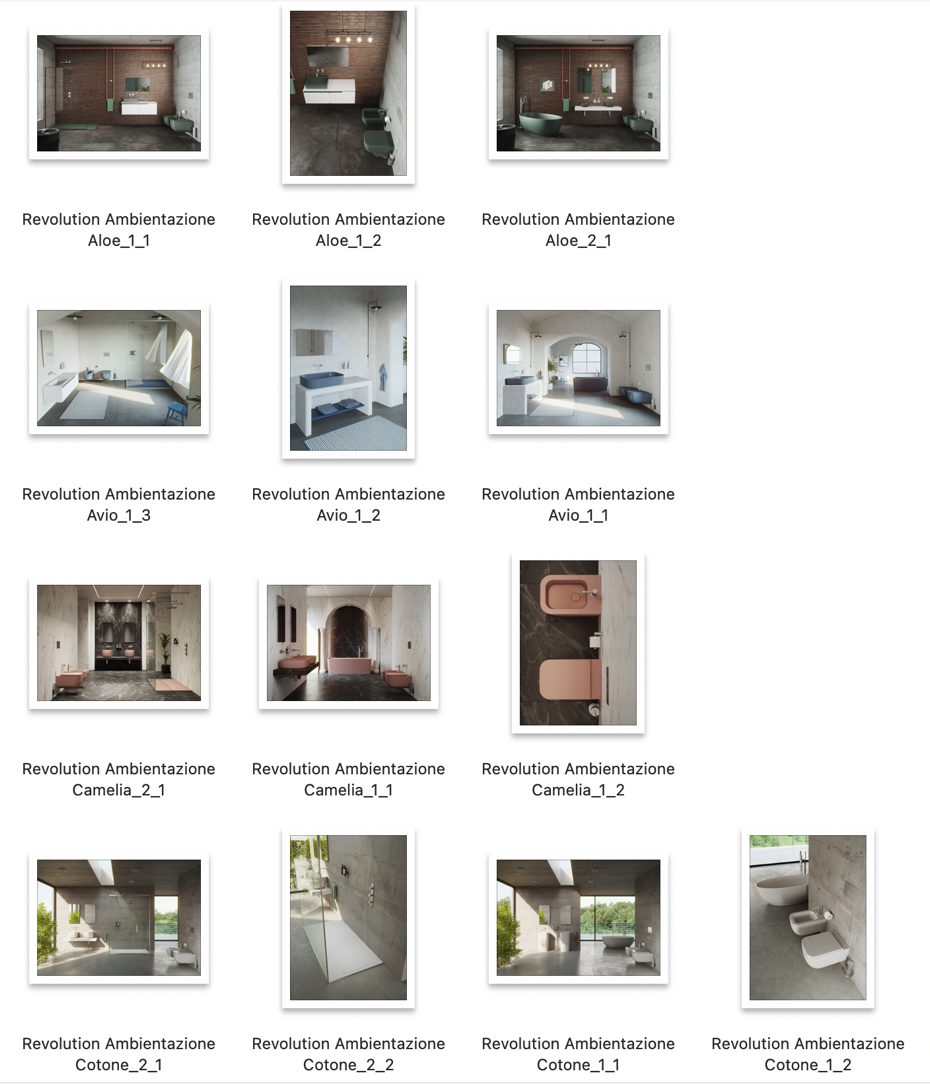 Revolution Ambientazione
Aloe_1_1
Revolution Ambientazione
Aloe_1_2
Revolution Ambientazione
Aloe_2_1
Revolution Ambientazione
Avio_1_3
Revolution Ambientazione
Avio_1_2
Revolution Ambientazione
Avio_1_1
Revolution Ambientazione
Camelia_2_1
Revolution Ambientazione
Camelia_1_1
Revolution Ambientazione
Camelia_1_2
Revolution Ambientazione
Cotone_2_1
Revolution Ambientazione
Cotone_2_2
Revolution Ambientazione
Cotone_1_1
Revolution Ambientazione
Cotone_1_2